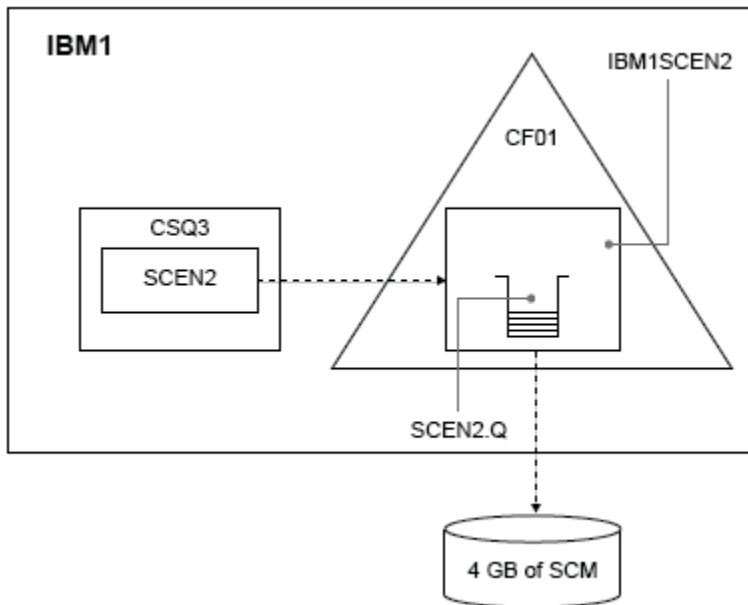 IBM1
IBM1SCEN2
CF01
CSQ3
SCEN2
SCEN2.Q
4 GB of SCM